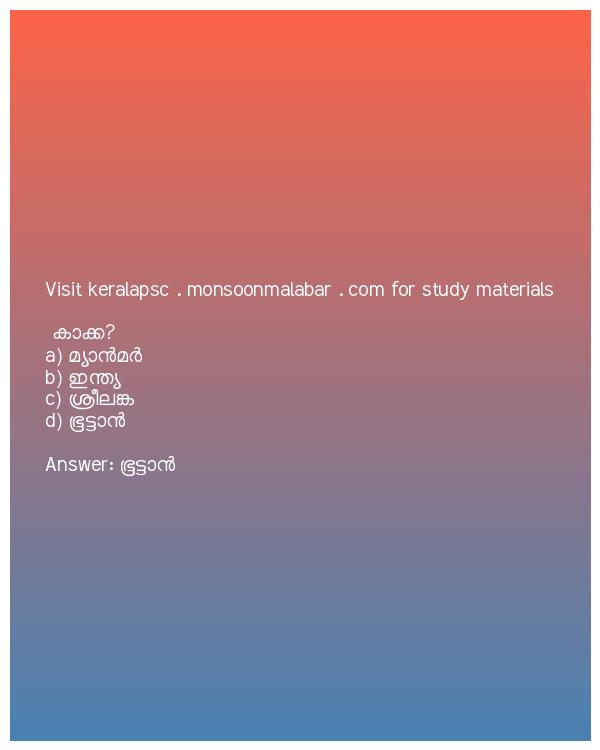 Visit keralapsc . monsoonmalabar . com for study materials
കാക്ക?
a) മ്യാൻമർ
b) ഇന്ത്യ
c) ശ്രീലങ്ക
d) ഭൂട്ടാൻ
Answer: ഭൂട്ടാൻ